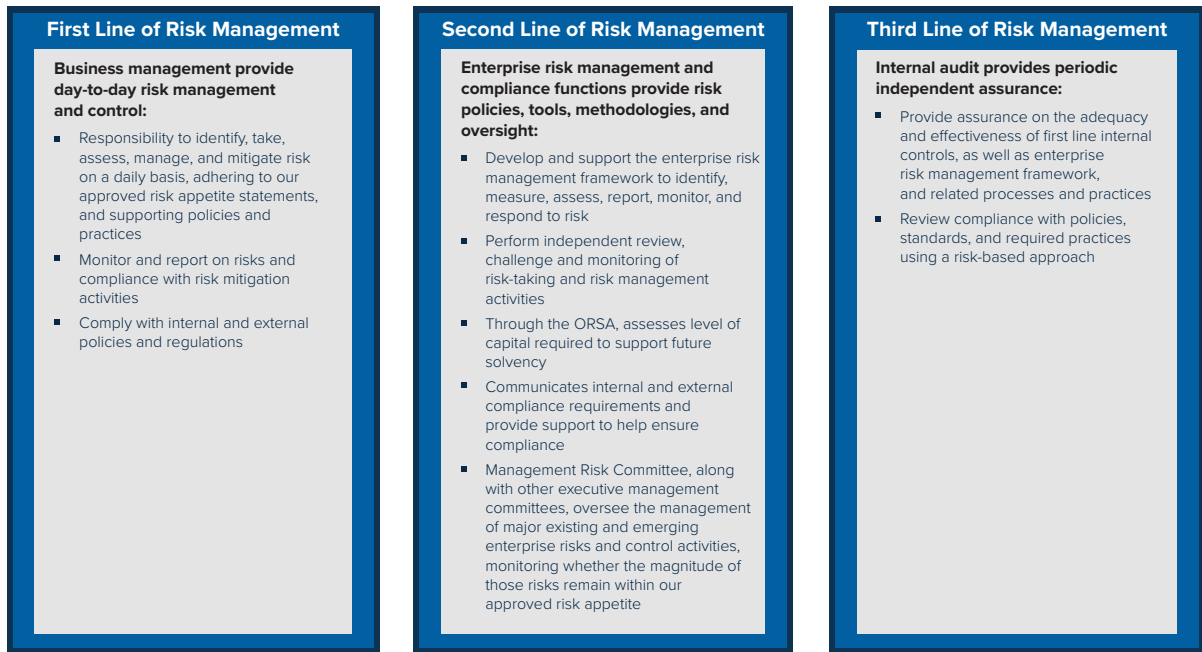 First Line of Risk Management
Business management provide
day-to-day risk management
and control:
Responsibility to identify, take,
assess, manage, and mitigate risk
on a daily basis, adhering to our
approved risk appetite statements,
and supporting policies and
practices
Monitor and report on risks and
compliance with risk mitigation
activities
Comply with internal and external
policies and regulations
Second Line of Risk Management
Enterprise risk management and
compliance functions provide risk
policies, tools, methodologies, and
oversight:
Develop and support the enterprise risk
management framework to identify,
measure, assess, report, monitor, and
respond to risk
Perform independent review,
challenge and monitoring of
risk-taking and risk management
activities
Through the ORSA, assesses level of
capital required to support future
solvency
Communicates internal and external
compliance requirements and
provide support to help ensure
compliance
Management Risk Committee, along
with other executive management
committees, oversee the management
of major existing and emerging
enterprise risks and control activities,
monitoring whether the magnitude of
those risks remain within our
approved risk appetite
Third Line of Risk Management
Internal audit provides periodic
independent assurance:
Provide assurance on the adequacy
and effectiveness of first line internal
controls, as well as enterprise
risk management framework,
and related processes and practices
Review compliance with policies,
standards, and required practices
using a risk-based approach